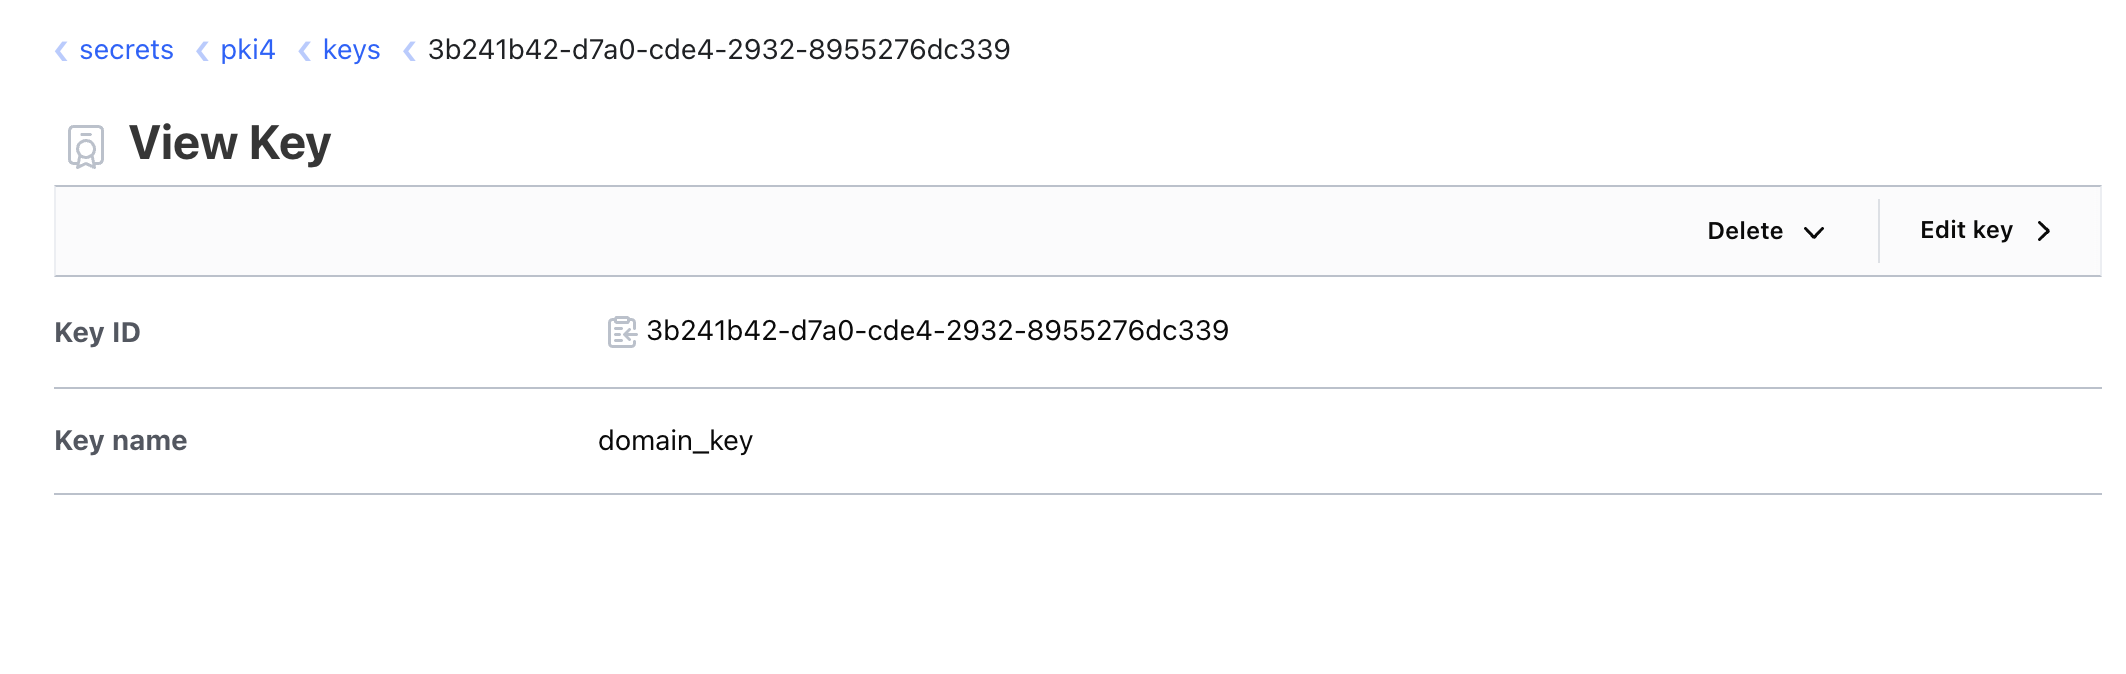 secrets pki4 keys 3b241b42-d7a0-cde4-2932-8955276dc339
View Key
Delete Edit key
Key ID 3b241b42-d7a0-cde4-2932-8955276dc339
Key name domain_key